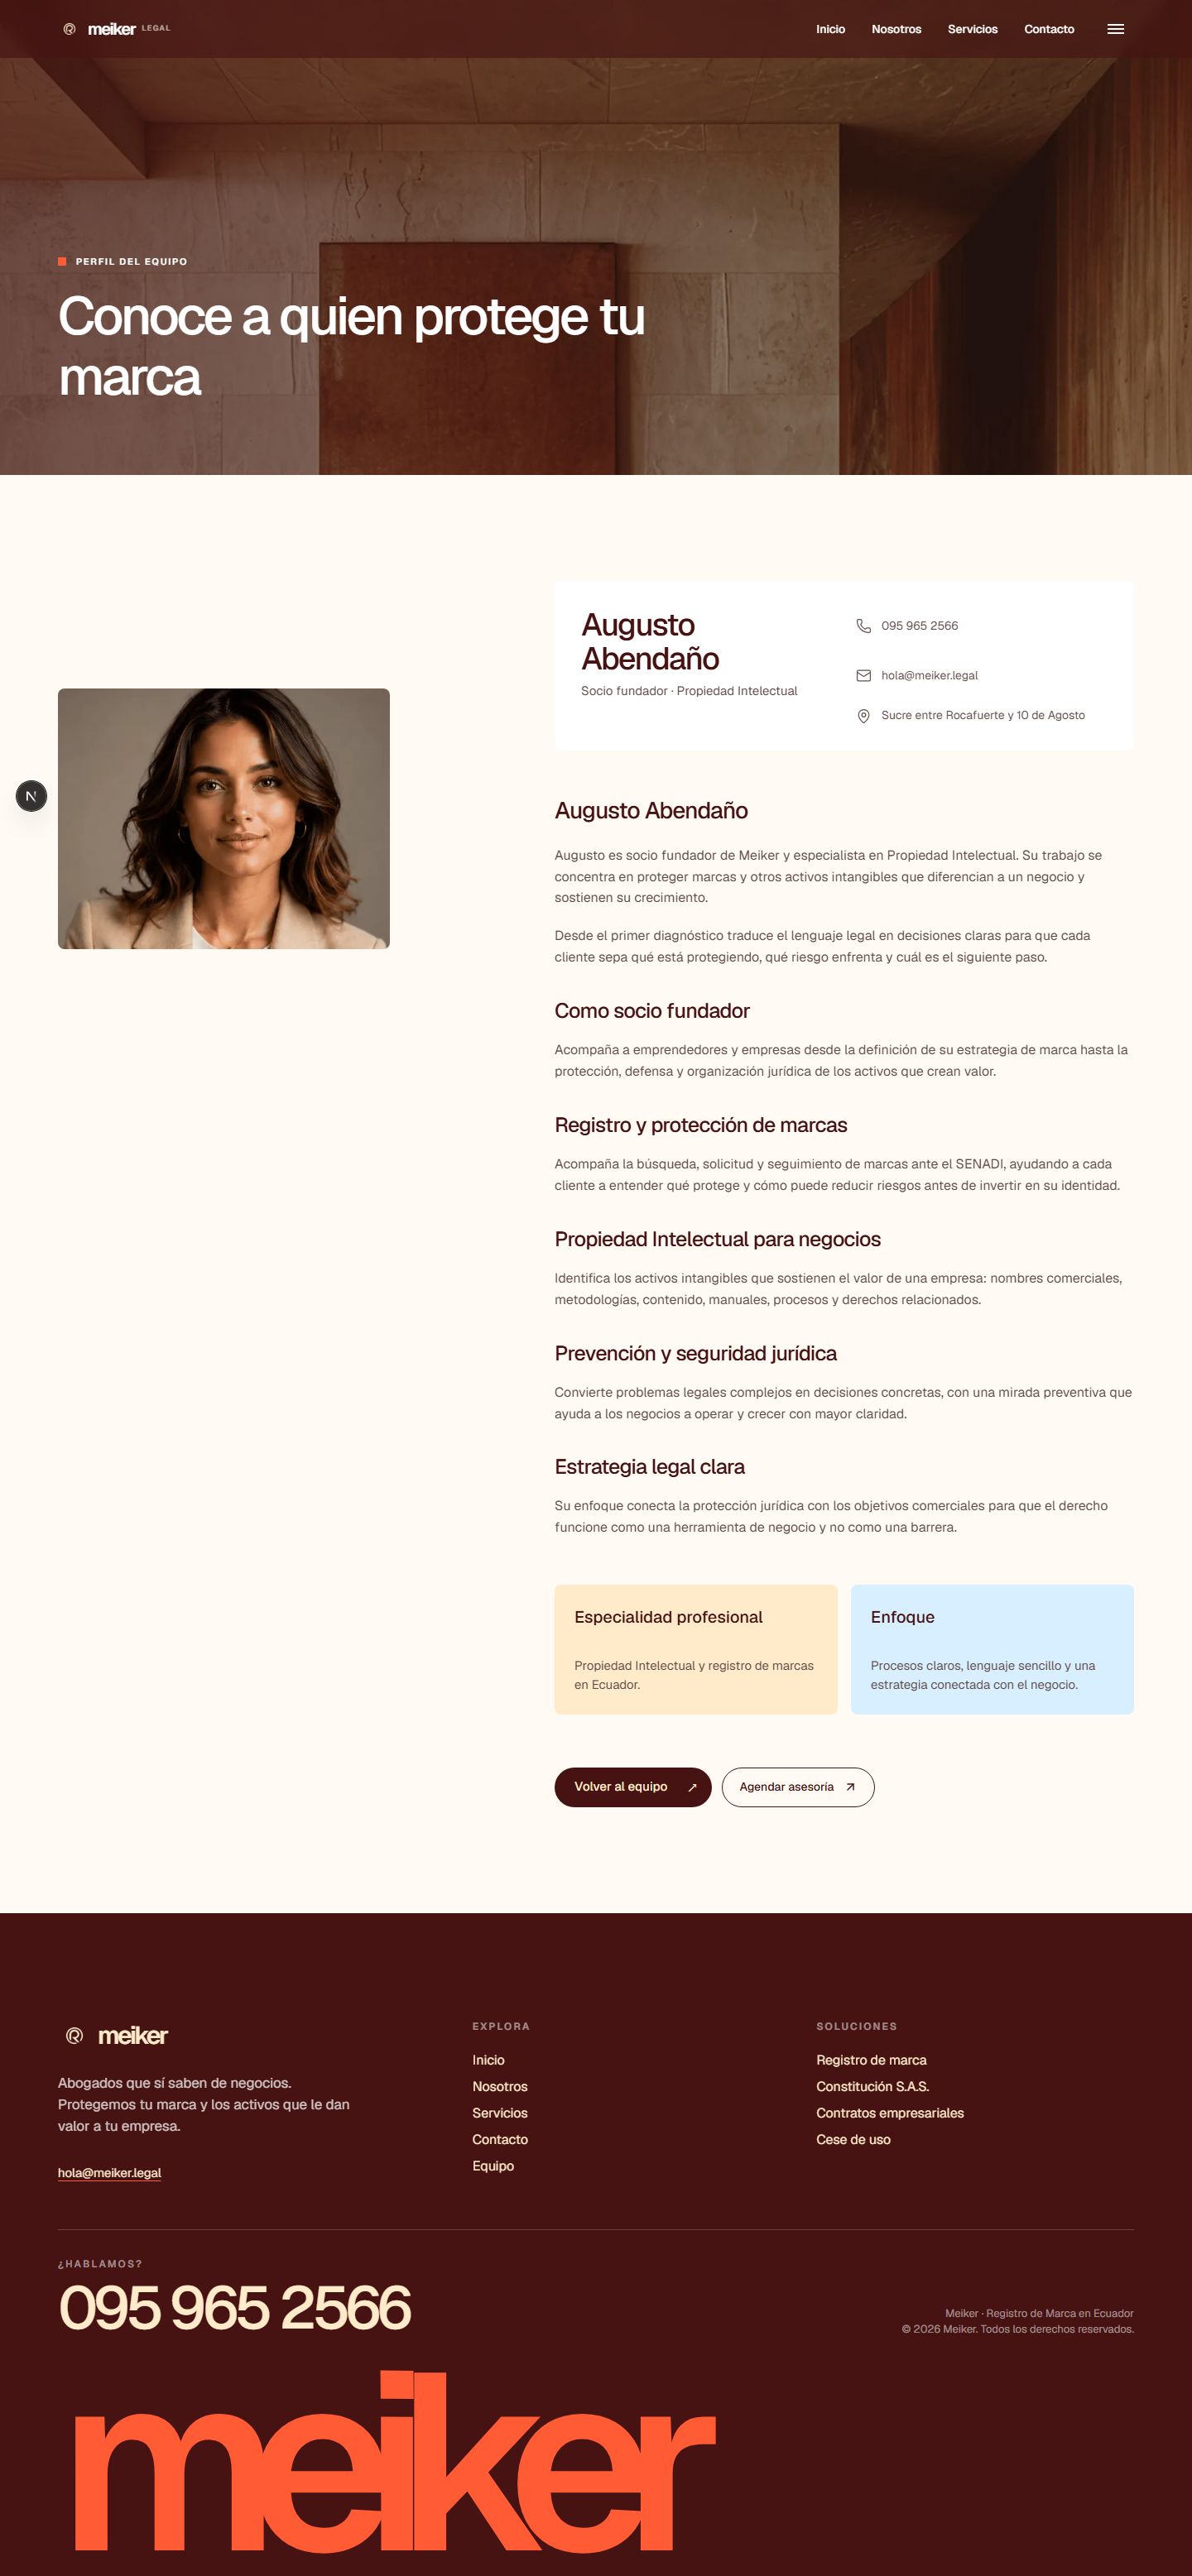 meiker LEGAL
Inicio Nosotros Servicios Contacto
PERFIL DEL EQUIPO
Conoce a quien protege tu
marca
Augusto
Abendaño
Socio fundador · Propiedad Intelectual
095 965 2566
hola@meiker.legal
Sucre entre Rocafuerte y 10 de Agosto
N
Augusto Abendaño
Augusto es socio fundador de Meiker y especialista en Propiedad Intelectual. Su trabajo se
concentra en proteger marcas y otros activos intangibles que diferencian a un negocio y
sostienen su crecimiento.
Desde el primer diagnóstico traduce el lenguaje legal en decisiones claras para que cada
cliente sepa qué está protegiendo, qué riesgo enfrenta y cuál es el siguiente paso.
Como socio fundador
Acompaña a emprendedores y empresas desde la definición de su estrategia de marca hasta la
protección, defensa y organización jurídica de los activos que crean valor.
Registro y protección de marcas
Acompaña la búsqueda, solicitud y seguimiento de marcas ante el SENADI, ayudando a cada
cliente a entender qué protege y cómo puede reducir riesgos antes de invertir en su identidad.
Propiedad Intelectual para negocios
Identifica los activos intangibles que sostienen el valor de una empresa: nombres comerciales,
metodologías, contenido, manuales, procesos y derechos relacionados.
Prevención y seguridad jurídica
Convierte problemas legales complejos en decisiones concretas, con una mirada preventiva que
ayuda a los negocios a operar y crecer con mayor claridad.
Estrategia legal clara
Su enfoque conecta la protección jurídica con los objetivos comerciales para que el derecho
funcione como una herramienta de negocio y no como una barrera.
Especialidad profesional
Propiedad Intelectual y registro de marcas
en Ecuador.
Enfoque
Procesos claros, lenguaje sencillo y una
estrategia conectada con el negocio.
Volver al equipo ↗
Agendar asesoría ↗
meiker
Abogados que sí saben de negocios.
Protegemos tu marca y los activos que le dan
valor a tu empresa.
hola@meiker.legal
EXPLORA
Inicio
Nosotros
Servicios
Contacto
Equipo
SOLUCIONES
Registro de marca
Constitución S.A.S.
Contratos empresariales
Cese de uso
¿HABLAMOS?
095 965 2566
Meiker · Registro de Marca en Ecuador
© 2026 Meiker. Todos los derechos reservados.
meiker